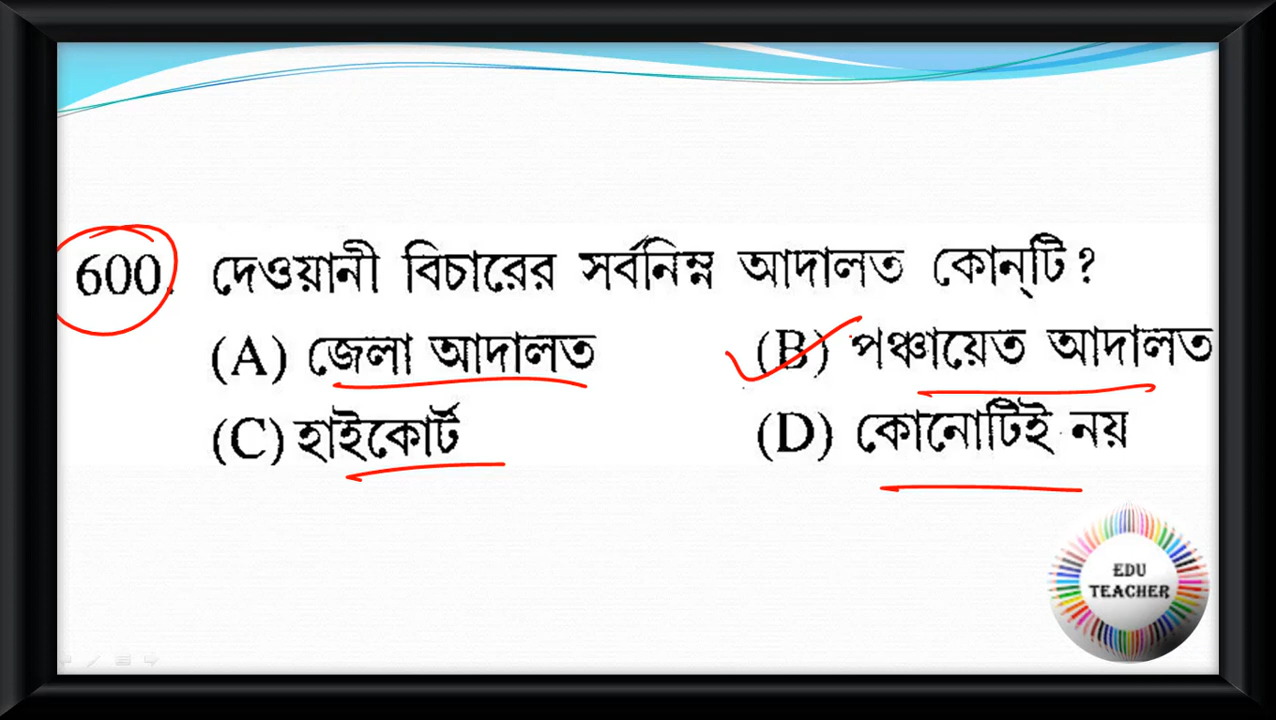 600. দেওয়ানী বিচারের সর্বনিম্ন আদালত কোন্‌টি?
(A) জেলা আদালত (B) পঞ্চায়েত আদালত
(C) হাইকোর্ট (D) কোনোটিই নয়
EDU
TEACHER